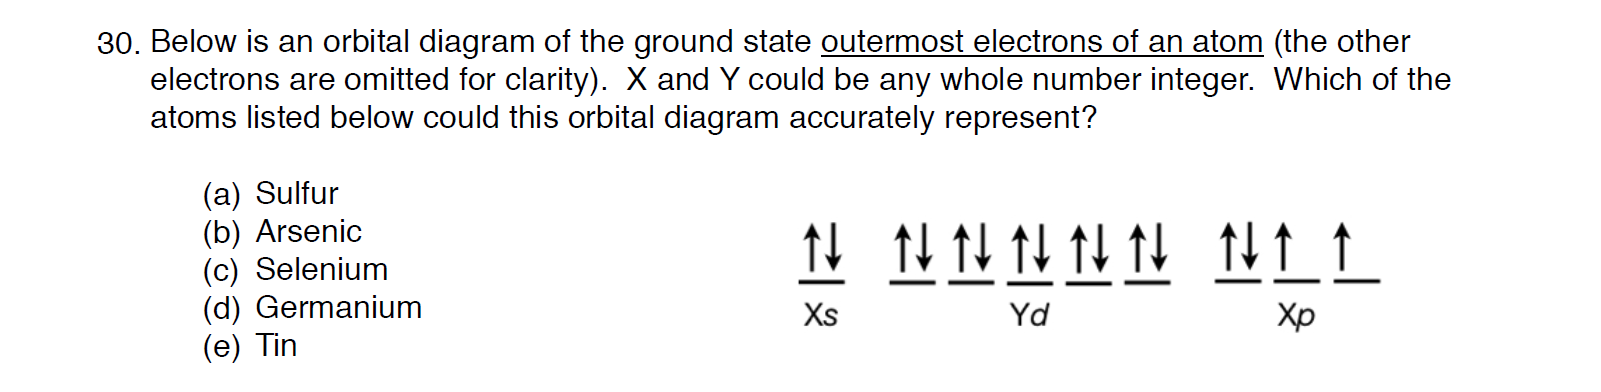 30. Below is an orbital diagram of the ground state outermost electrons of an atom (the other
electrons are omitted for clarity). X and Y could be any whole number integer. Which of the
atoms listed below could this orbital diagram accurately represent?
(a) Sulfur
(b) Arsenic
(c) Selenium
(d) Germanium
(e) Tin
Xs Yd Xp